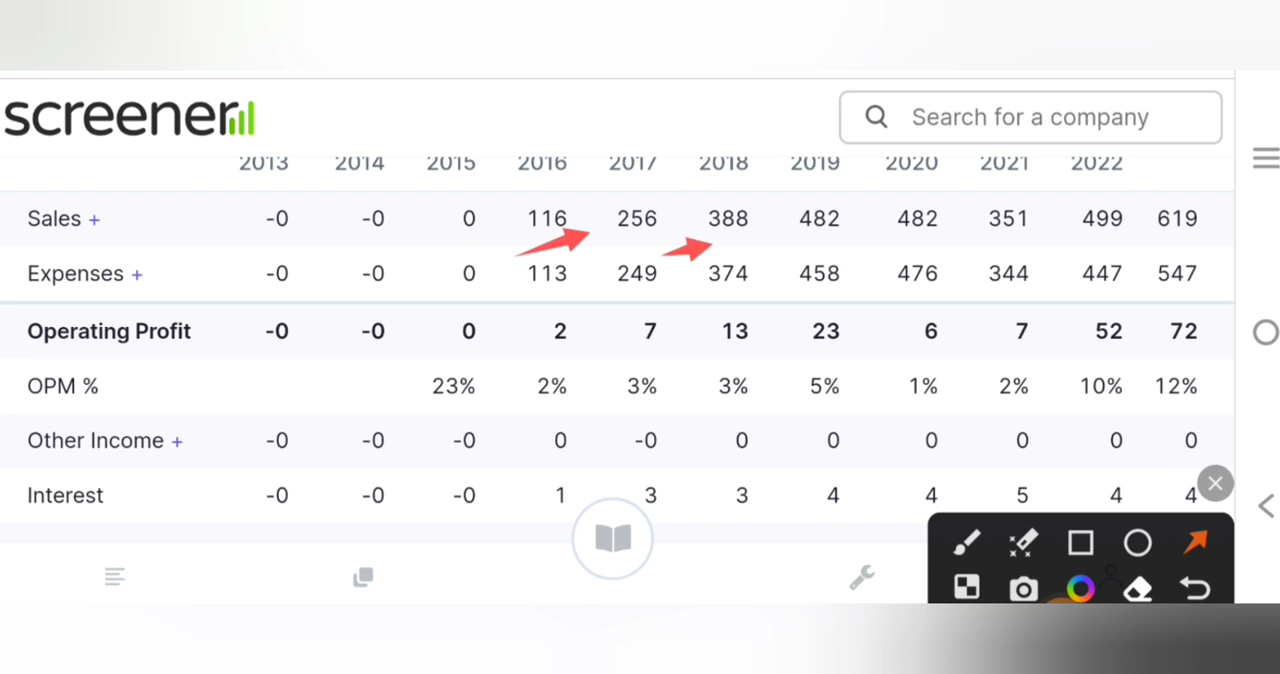 screener
Search for a company
2013 2014 2015 2016 2017 2018 2019 2020 2021 2022
Sales + -0 -0 0 116 256 388 482 482 351 499 619
Expenses + -0 -0 0 113 249 374 458 476 344 447 547
Operating Profit -0 -0 0 2 7 13 23 6 7 52 72
OPM % 23% 2% 3% 3% 5% 1% 2% 10% 12%
Other Income + -0 -0 -0 0 -0 0 0 0 0 0 0
Interest -0 -0 -0 1 3 3 4 4 5 4 4